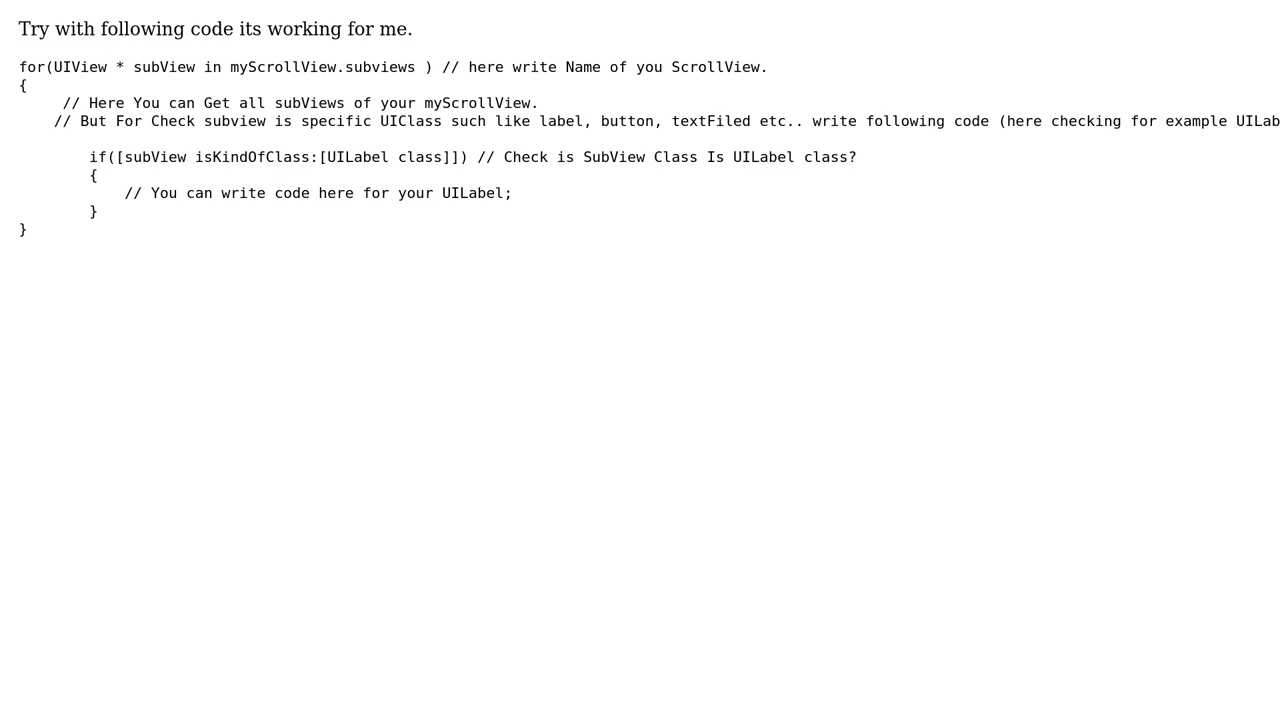 Try with following code its working for me.
for(UIView * subView in myScrollView.subviews ) // here write Name of you ScrollView.
{
     // Here You can Get all subViews of your myScrollView.
    // But For Check subview is specific UIClass such like label, button, textFiled etc.. write following code (here checking for example UILab
        if([subView isKindOfClass:[UILabel class]]) // Check is SubView Class Is UILabel class?
        {
            // You can write code here for your UILabel;
        }
}